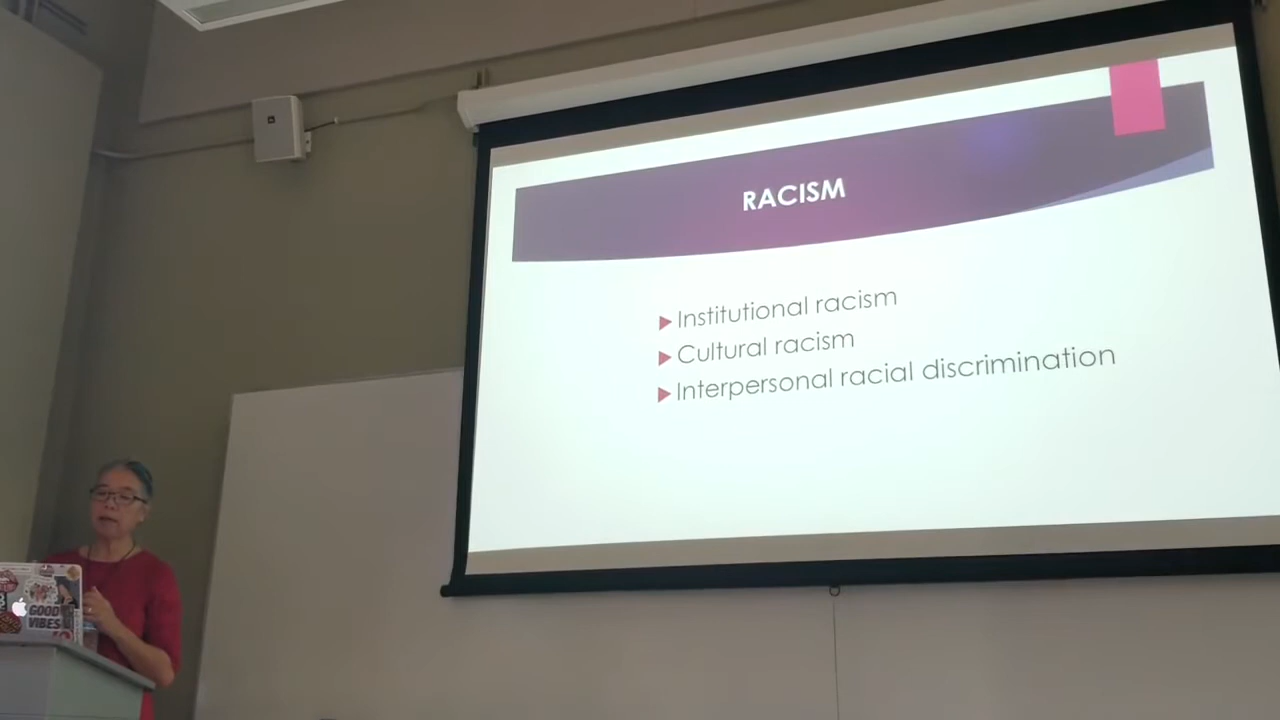 RACISM
Institutional racism
Cultural racism
Interpersonal racial discrimination
GOOD
VIBES